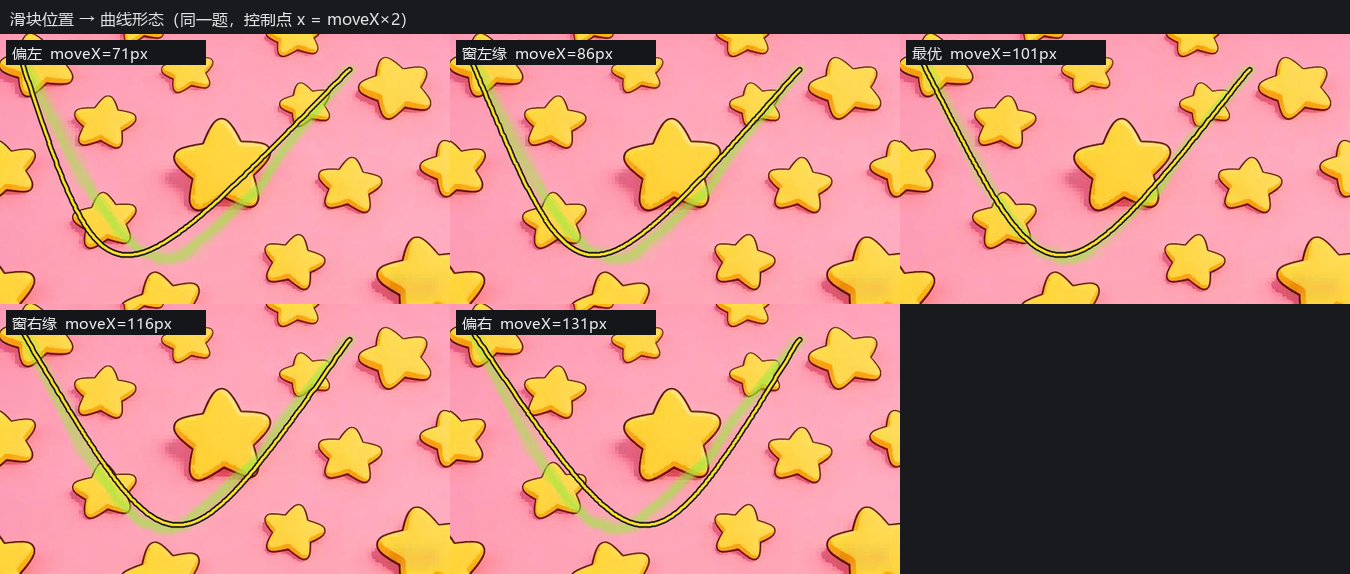 滑块位置 → 曲线形态（同一题，控制点 x = moveX×2）
偏左 moveX=71px
窗左缘 moveX=86px
最优 moveX=101px
窗右缘 moveX=116px
偏右 moveX=131px